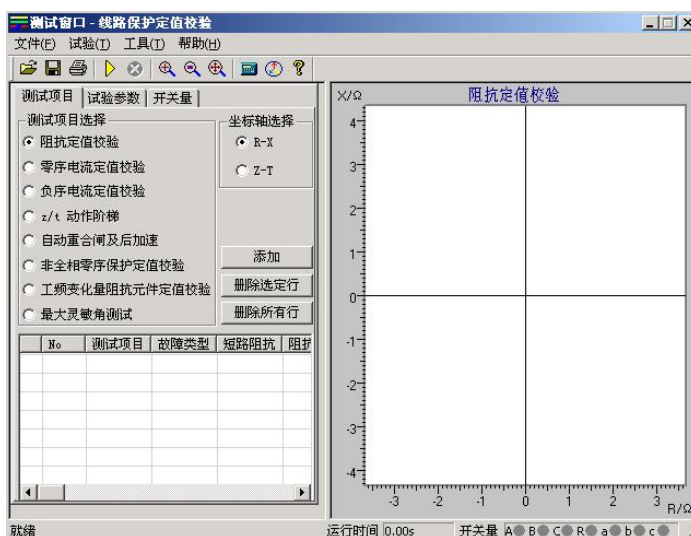 测试窗口 - 线路保护定值校验
文件(F) 试验(T) 工具(T) 帮助(H)
测试项目 试验参数 开关量
测试项目选择
阻抗定值校验
零序电流定值校验
负序电流定值校验
z/t 动作阶梯
自动重合闸及后加速
非全相零序保护定值校验
工频变化量阻抗元件定值校验
最大灵敏角测试
坐标轴选择
R-X
Z-T
添加
删除选定行
删除所有行
No 测试项目 故障类型 短路阻抗 阻抗
X/Ω 阻抗定值校验
4
3
2
1
0
-1
-2
-3
-4
-3 -2 -1 0 1 2 3 R/Ω
就绪 运行时间 0.00s 开关量 A B C R a b c